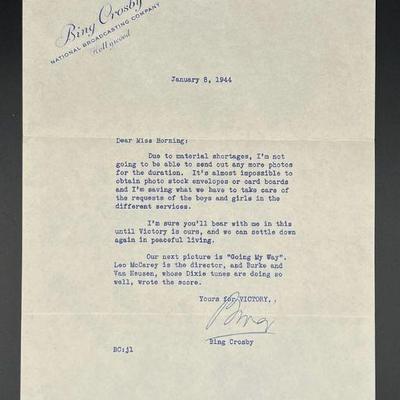 Bing Crosby
NATIONAL BROADCASTING COMPANY
Hollywood
January 8, 1944
Dear Miss Horning:
Due to material shortages, I'm not
going to be able to send out any more photos
for the duration. It's almost impossible to
obtain photo stock envelopes or card boards
and I'm saving what we have to take care of
the requests of the boys and girls in the
different services.
I'm sure you'll bear with me in this
until Victory is ours, and we can settle down
again in peaceful living.
Our next picture is "Going My Way".
Leo McCarey is the director, and Burke and
Van Heusen, whose Dixie tunes are doing so
well, wrote the score.
Yours for VICTORY,
Bing
Bing Crosby
BC:jl